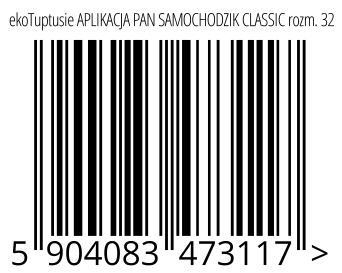 ekoTuptusie APLIKACJA PAN SAMOCHODZIK CLASSIC rozm. 32
5 904083 473117 >